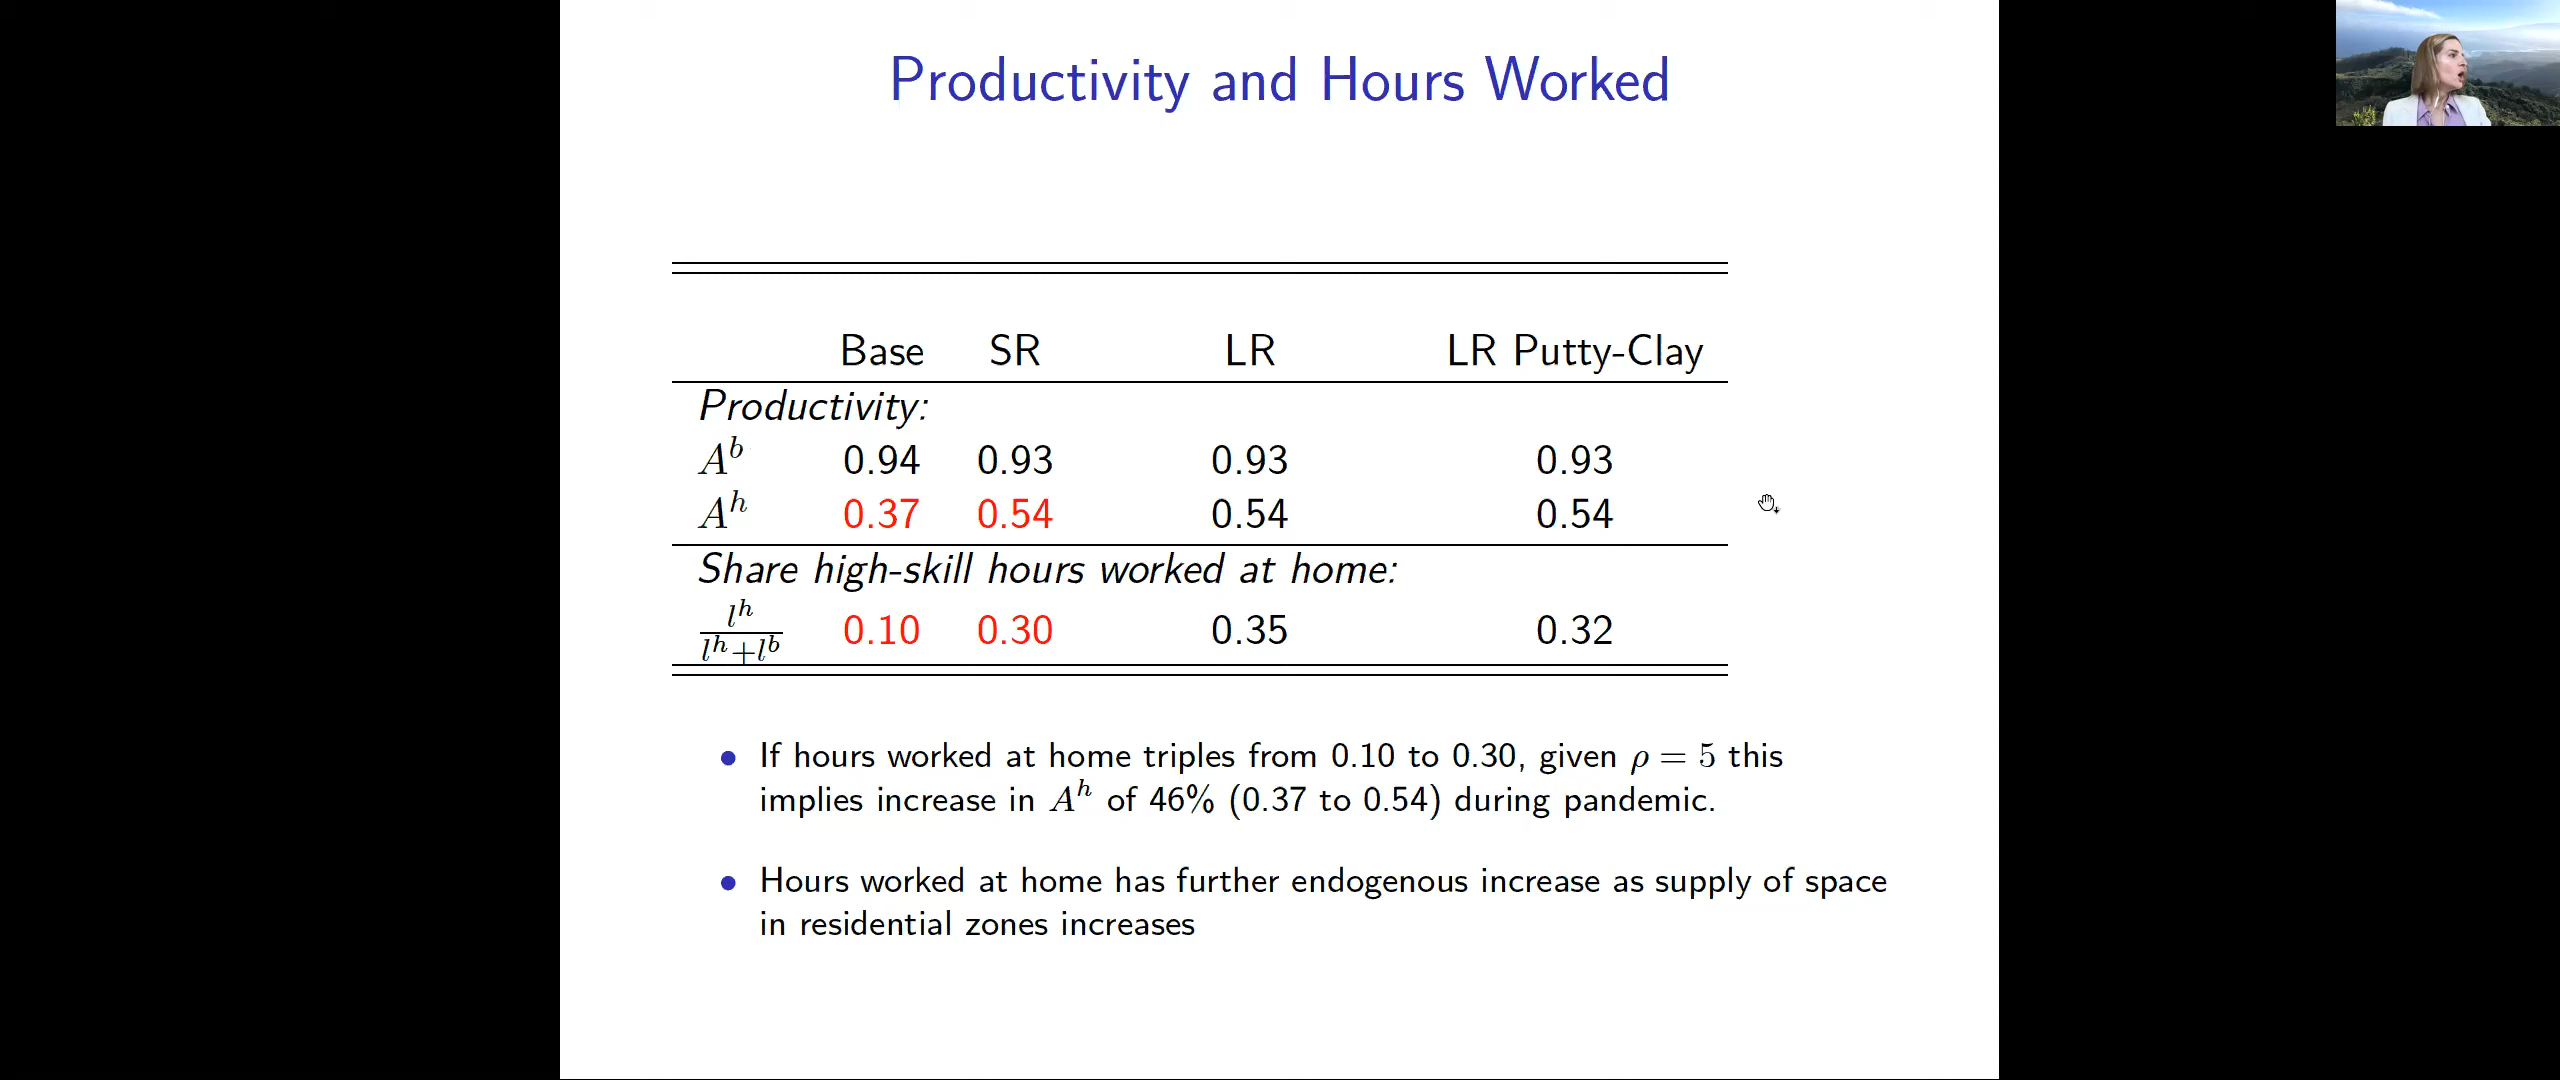 Productivity and Hours Worked
Base SR LR LR Putty-Clay
Productivity:
A^b 0.94 0.93 0.93 0.93
A^h 0.37 0.54 0.54 0.54
Share high-skill hours worked at home:
l^h / l^h+l^b 0.10 0.30 0.35 0.32
• If hours worked at home triples from 0.10 to 0.30, given ρ = 5 this
implies increase in A^h of 46% (0.37 to 0.54) during pandemic.
• Hours worked at home has further endogenous increase as supply of space
in residential zones increases